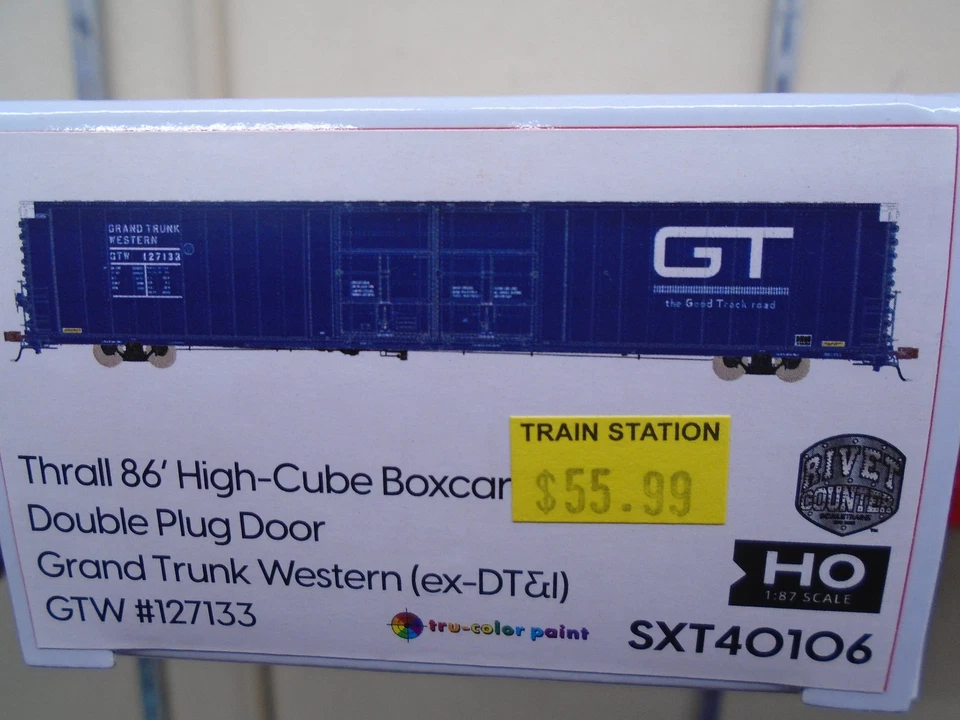 GRAND TRUNK
WESTERN
GTW 127133
GT
the Good Track road
TRAIN STATION
$55.99
Thrall 86' High-Cube Boxcar
Double Plug Door
Grand Trunk Western (ex-DT&I)
GTW #127133
tru-color paint
RIVET
COUNTER
HO
1:87 SCALE
SXT40106